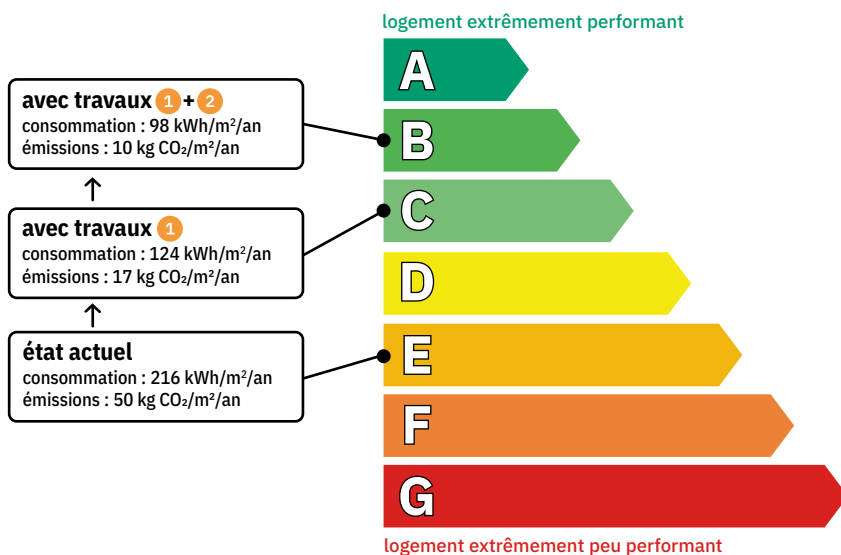 logement extrêmement performant
A
avec travaux 1 + 2
consommation : 98 kWh/m²/an
émissions : 10 kg CO₂/m²/an
B
avec travaux 1
consommation : 124 kWh/m²/an
émissions : 17 kg CO₂/m²/an
C
D
état actuel
consommation : 216 kWh/m²/an
émissions : 50 kg CO₂/m²/an
E
F
G
logement extrêmement peu performant